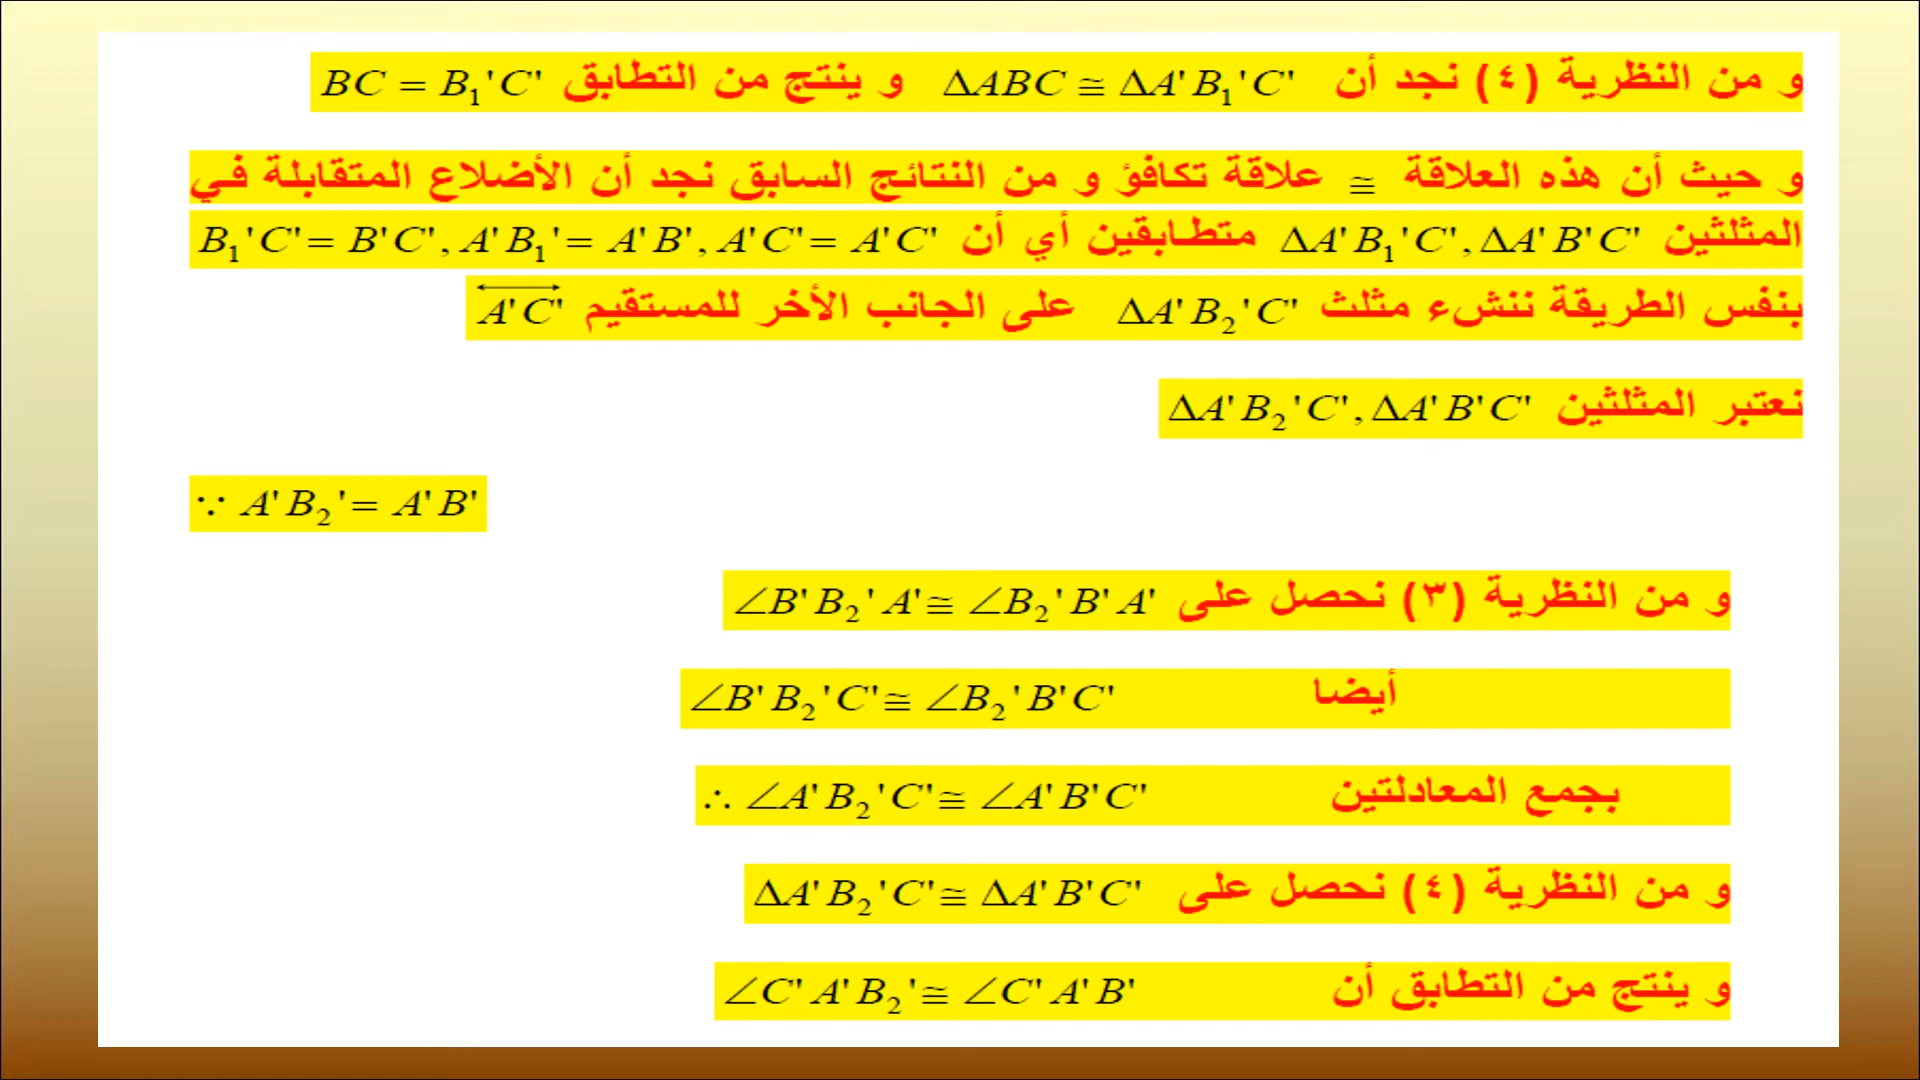 و من النظرية (٤) نجد أن ΔABC ≅ ΔA'B₁'C' و ينتج من التطابق BC = B₁'C'
و حيث أن هذه العلاقة ≅ علاقة تكافؤ و من النتائج السابق نجد أن الأضلاع المتقابلة في
المثلثين ΔA'B₁'C', ΔA'B'C' متطابقين أي أن B₁'C' = B'C', A'B₁' = A'B', A'C' = A'C'
بنفس الطريقة ننشء مثلث ΔA'B₂'C' على الجانب الأخر للمستقيم A'C'
نعتبر المثلثين ΔA'B₂'C', ΔA'B'C'
∵ A'B₂' = A'B'
و من النظرية (٣) نحصل على ∠B'B₂'A' ≅ ∠B₂'B'A'
أيضا ∠B'B₂'C' ≅ ∠B₂'B'C'
بجمع المعادلتين ∴ ∠A'B₂'C' ≅ ∠A'B'C'
و من النظرية (٤) نحصل على ΔA'B₂'C' ≅ ΔA'B'C'
و ينتج من التطابق أن ∠C'A'B₂' ≅ ∠C'A'B'